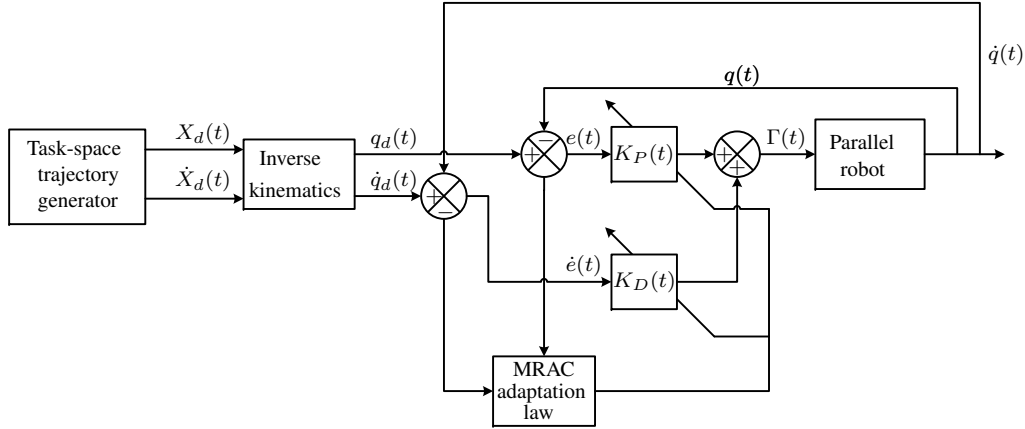 q̇(t)
q(t)
Task-space
trajectory
generator
X_d(t)
Ẋ_d(t)
Inverse
kinematics
q_d(t)
q̇_d(t)
+
−
+
−
e(t)
K_P(t)
+
+
Γ(t)
Parallel
robot
ė(t)
K_D(t)
MRAC
adaptation
law